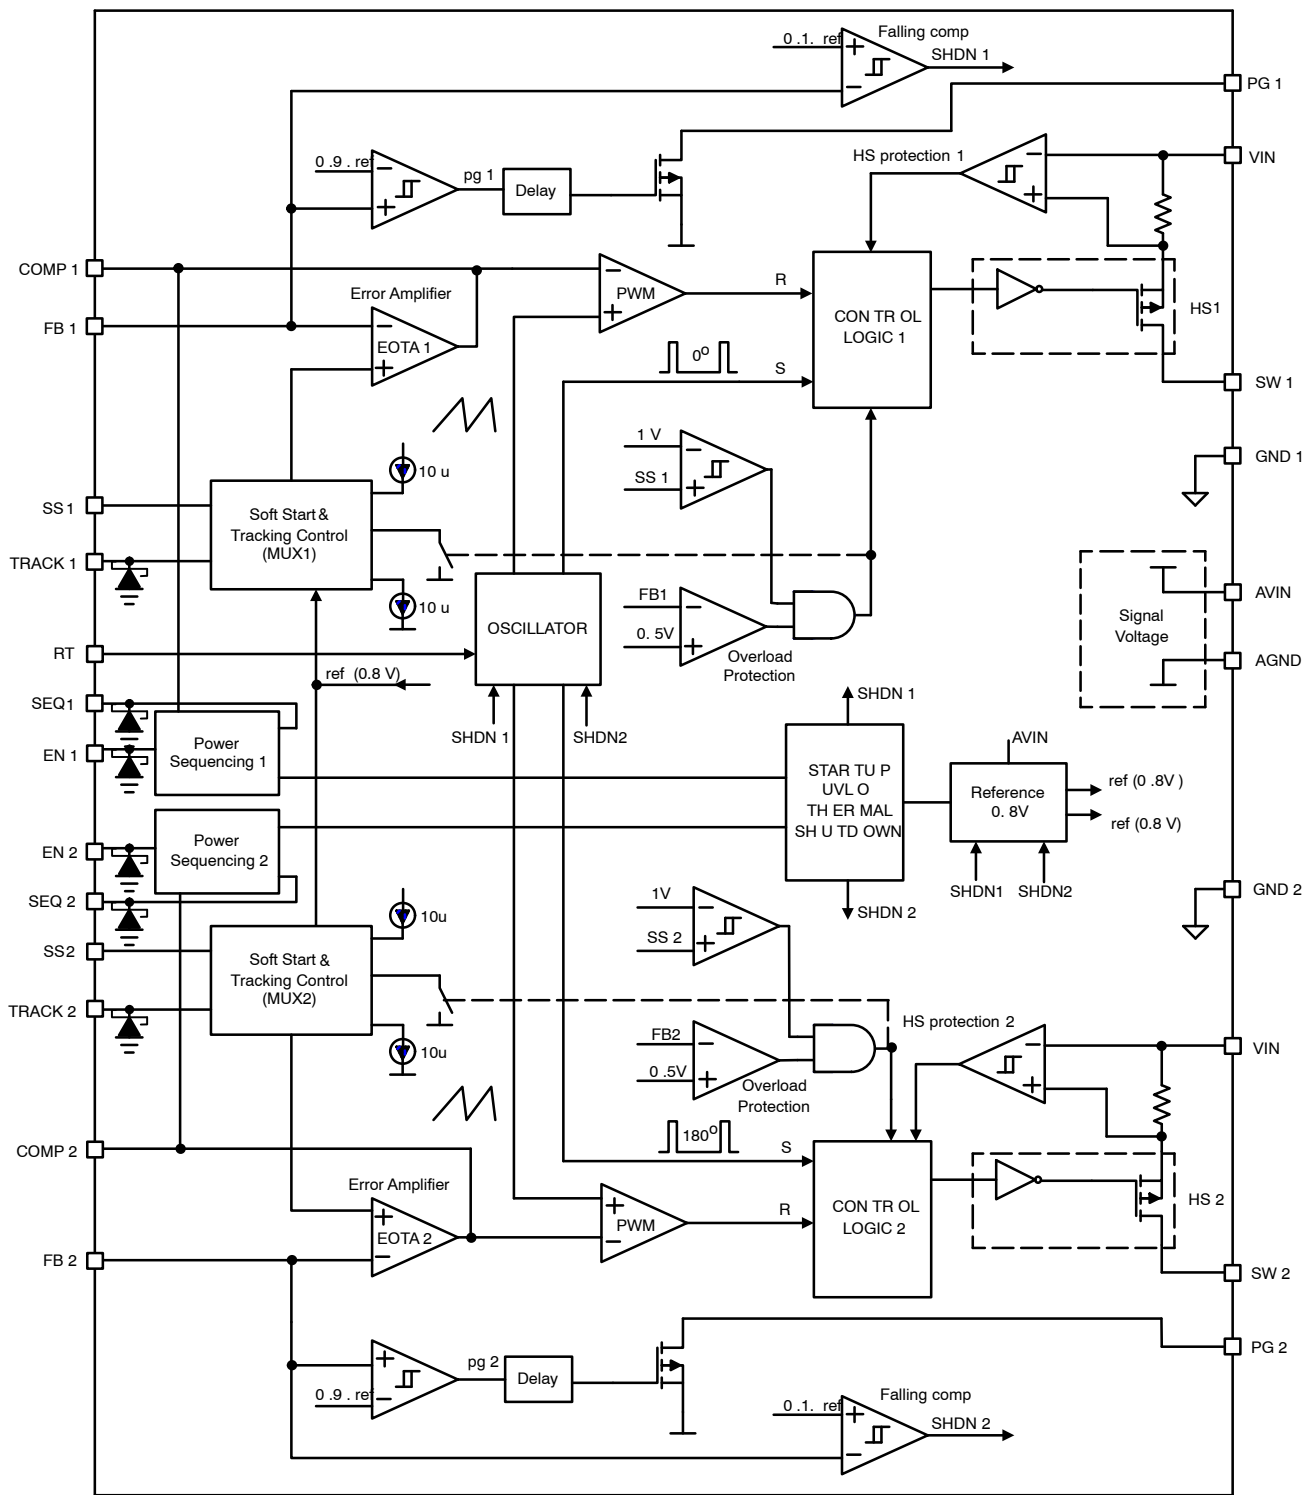 Falling comp
0 .1. ref
SHDN 1
PG 1
HS protection 1
VIN
0 .9 . ref
pg 1
Delay
COMP 1
R
PWM
Error Amplifier
CON TR OL
LOGIC 1
HS1
FB 1
EOTA 1
0º
S
SW 1
1 V
GND 1
10 u
SS 1
SS 1
Soft Start &
Tracking Control
(MUX1)
TRACK 1
10 u
FB1
AVIN
OSCILLATOR
Signal
Voltage
0. 5V
RT
Overload
Protection
AGND
ref (0.8 V)
SHDN 1
SEQ1
SHDN 1
SHDN2
Power
Sequencing 1
EN 1
AVIN
STAR TU P
UVL O
TH ER MAL
SH U TD OWN
Reference
0. 8V
ref (0 .8V )
ref (0.8 V)
Power
Sequencing 2
EN 2
SHDN1
SHDN2
SEQ 2
GND 2
1V
SHDN 2
10u
SS 2
SS2
Soft Start &
Tracking Control
(MUX2)
TRACK 2
HS protection 2
FB2
VIN
10u
0 .5V
Overload
Protection
180º
COMP 2
S
Error Amplifier
HS 2
CON TR OL
LOGIC 2
R
PWM
EOTA 2
FB 2
SW 2
PG 2
pg 2
Delay
0 .9 . ref
Falling comp
0 .1. ref
SHDN 2